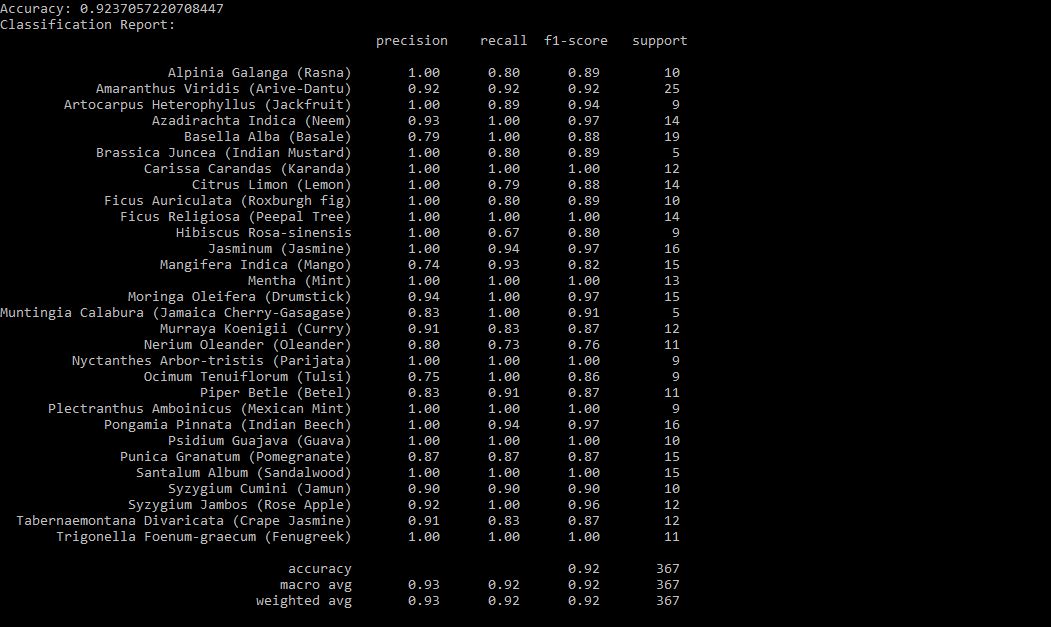 Accuracy: 0.9237057220708447
Classification Report:
precision recall f1-score support
Alpinia Galanga (Rasna) 1.00 0.80 0.89 10
Amaranthus Viridis (Arive-Dantu) 0.92 0.92 0.92 25
Artocarpus Heterophyllus (Jackfruit) 1.00 0.89 0.94 9
Azadirachta Indica (Neem) 0.93 1.00 0.97 14
Basella Alba (Basale) 0.79 1.00 0.88 19
Brassica Juncea (Indian Mustard) 1.00 0.80 0.89 5
Carissa Carandas (Karanda) 1.00 1.00 1.00 12
Citrus Limon (Lemon) 1.00 0.79 0.88 14
Ficus Auriculata (Roxburgh fig) 1.00 0.80 0.89 10
Ficus Religiosa (Peepal Tree) 1.00 1.00 1.00 14
Hibiscus Rosa-sinensis 1.00 0.67 0.80 9
Jasminum (Jasmine) 1.00 0.94 0.97 16
Mangifera Indica (Mango) 0.74 0.93 0.82 15
Mentha (Mint) 1.00 1.00 1.00 13
Moringa Oleifera (Drumstick) 0.94 1.00 0.97 15
Muntingia Calabura (Jamaica Cherry-Gasagase) 0.83 1.00 0.91 5
Murraya Koenigii (Curry) 0.91 0.83 0.87 12
Nerium Oleander (Oleander) 0.80 0.73 0.76 11
Nyctanthes Arbor-tristis (Parijata) 1.00 1.00 1.00 9
Ocimum Tenuiflorum (Tulsi) 0.75 1.00 0.86 9
Piper Betle (Betel) 0.83 0.91 0.87 11
Plectranthus Amboinicus (Mexican Mint) 1.00 1.00 1.00 9
Pongamia Pinnata (Indian Beech) 1.00 0.94 0.97 16
Psidium Guajava (Guava) 1.00 1.00 1.00 10
Punica Granatum (Pomegranate) 0.87 0.87 0.87 15
Santalum Album (Sandalwood) 1.00 1.00 1.00 15
Syzygium Cumini (Jamun) 0.90 0.90 0.90 10
Syzygium Jambos (Rose Apple) 0.92 1.00 0.96 12
Tabernaemontana Divaricata (Crape Jasmine) 0.91 0.83 0.87 12
Trigonella Foenum-graecum (Fenugreek) 1.00 1.00 1.00 11
accuracy 0.92 367
macro avg 0.93 0.92 0.92 367
weighted avg 0.93 0.92 0.92 367